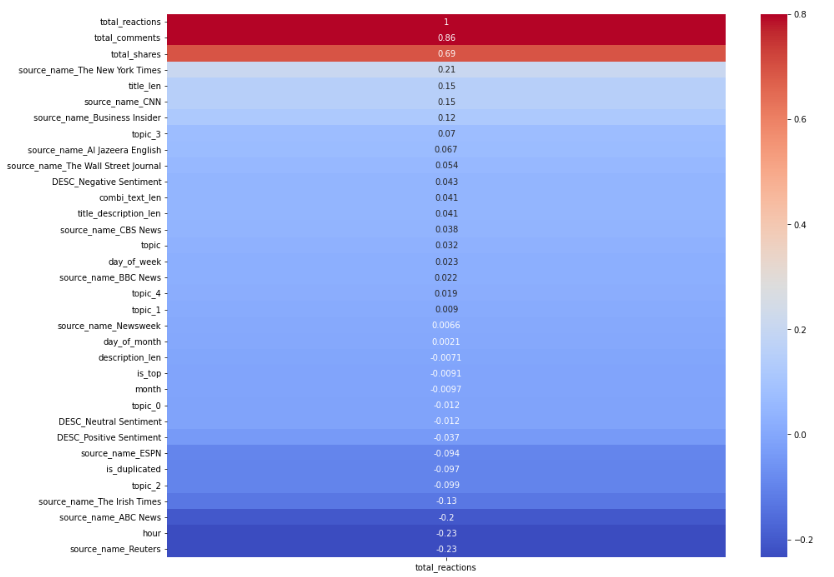 total_reactions 1 0.8
total_comments 0.86
total_shares 0.69
source_name_The New York Times 0.21
title_len 0.15
source_name_CNN 0.15
0.6
source_name_Business Insider 0.12
topic_3 0.07
source_name_Al Jazeera English 0.067
source_name_The Wall Street Journal 0.054
DESC_Negative Sentiment 0.043
combi_text_len 0.041
title_description_len 0.041
0.4
source_name_CBS News 0.038
topic 0.032
day_of_week 0.023
source_name_BBC News 0.022
topic_4 0.019
topic_1 0.009
source_name_Newsweek 0.0066
0.2
day_of_month 0.0021
description_len -0.0071
is_top -0.0091
month -0.0097
topic_0 -0.012
DESC_Neutral Sentiment -0.012
DESC_Positive Sentiment -0.037
0.0
source_name_ESPN -0.094
is_duplicated -0.097
topic_2 -0.099
source_name_The Irish Times -0.13
source_name_ABC News -0.2
hour -0.23
-0.2
source_name_Reuters -0.23
total_reactions